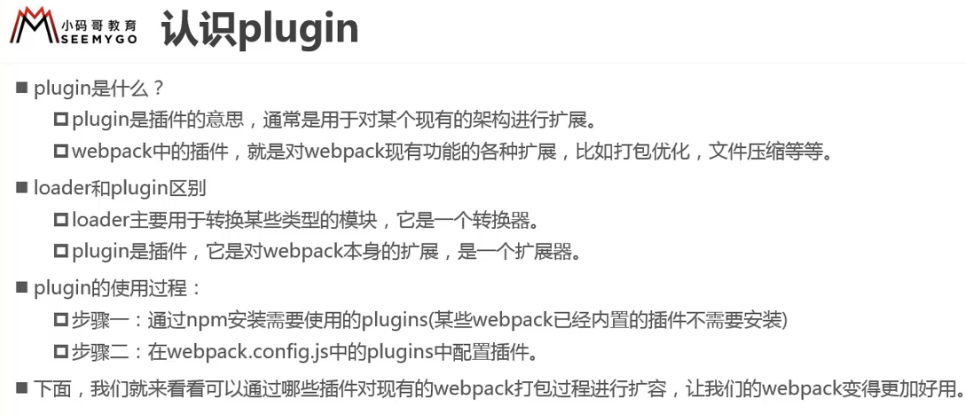 小码哥教育
SEEMYGO
认识plugin
plugin是什么？
plugin是插件的意思，通常是用于对某个现有的架构进行扩展。
webpack中的插件，就是对webpack现有功能的各种扩展，比如打包优化，文件压缩等等。
loader和plugin区别
loader主要用于转换某些类型的模块，它是一个转换器。
plugin是插件，它是对webpack本身的扩展，是一个扩展器。
plugin的使用过程：
步骤一：通过npm安装需要使用的plugins(某些webpack已经内置的插件不需要安装)
步骤二：在webpack.config.js中的plugins中配置插件。
下面，我们就来看看可以通过哪些插件对现有的webpack打包过程进行扩容，让我们的webpack变得更加好用。